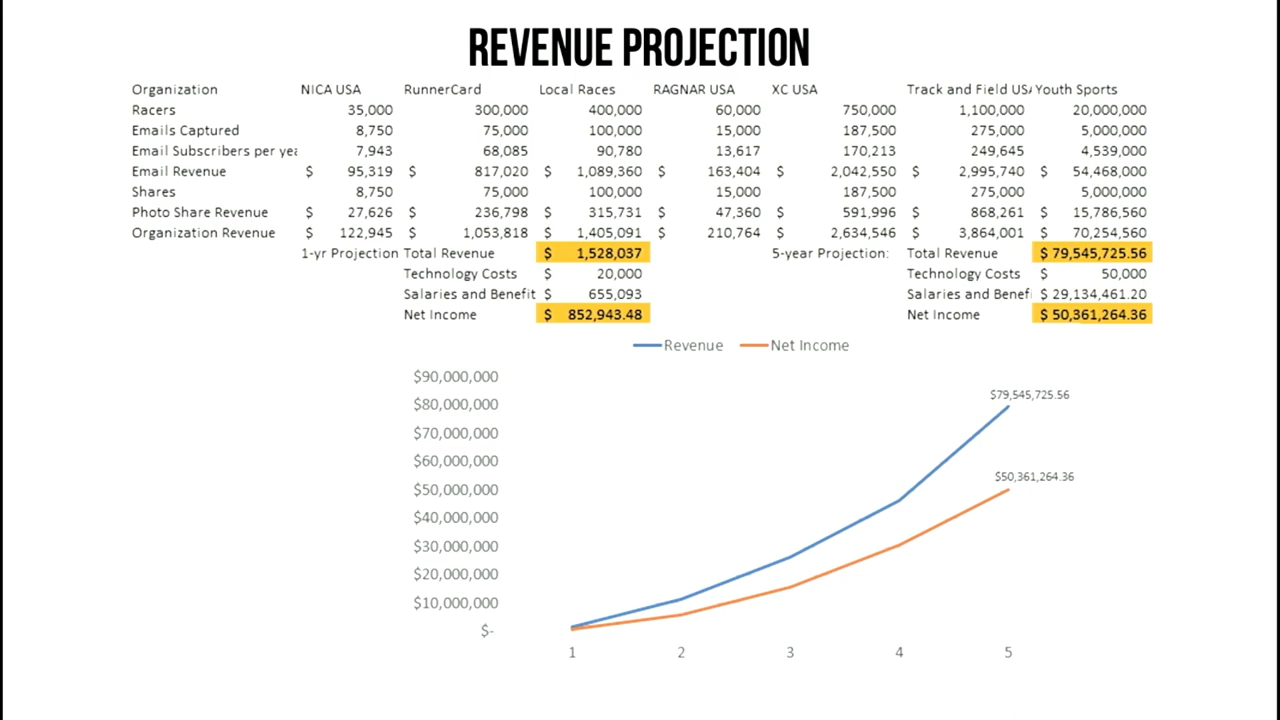 REVENUE PROJECTION
Organization NICA USA RunnerCard Local Races RAGNAR USA XC USA Track and Field USA Youth Sports
Racers 35,000 300,000 400,000 60,000 750,000 1,100,000 20,000,000
Emails Captured 8,750 75,000 100,000 15,000 187,500 275,000 5,000,000
Email Subscribers per yea 7,943 68,085 90,780 13,617 170,213 249,645 4,539,000
Email Revenue $ 95,319 $ 817,020 $ 1,089,360 $ 163,404 $ 2,042,550 $ 2,995,740 $ 54,468,000
Shares 8,750 75,000 100,000 15,000 187,500 275,000 5,000,000
Photo Share Revenue $ 27,626 $ 236,798 $ 315,731 $ 47,360 $ 591,996 $ 868,261 $ 15,786,560
Organization Revenue $ 122,945 $ 1,053,818 $ 1,405,091 $ 210,764 $ 2,634,546 $ 3,864,001 $ 70,254,560
1-yr Projection Total Revenue $ 1,528,037 5-year Projection: Total Revenue $ 79,545,725.56
Technology Costs $ 20,000 Technology Costs $ 50,000
Salaries and Benefit $ 655,093 Salaries and Benefi $ 29,134,461.20
Net Income $ 852,943.48 Net Income $ 50,361,264.36
Revenue Net Income
$90,000,000
$80,000,000
$70,000,000
$60,000,000
$50,000,000
$40,000,000
$30,000,000
$20,000,000
$10,000,000
$-
$79,545,725.56
$50,361,264.36
1 2 3 4 5